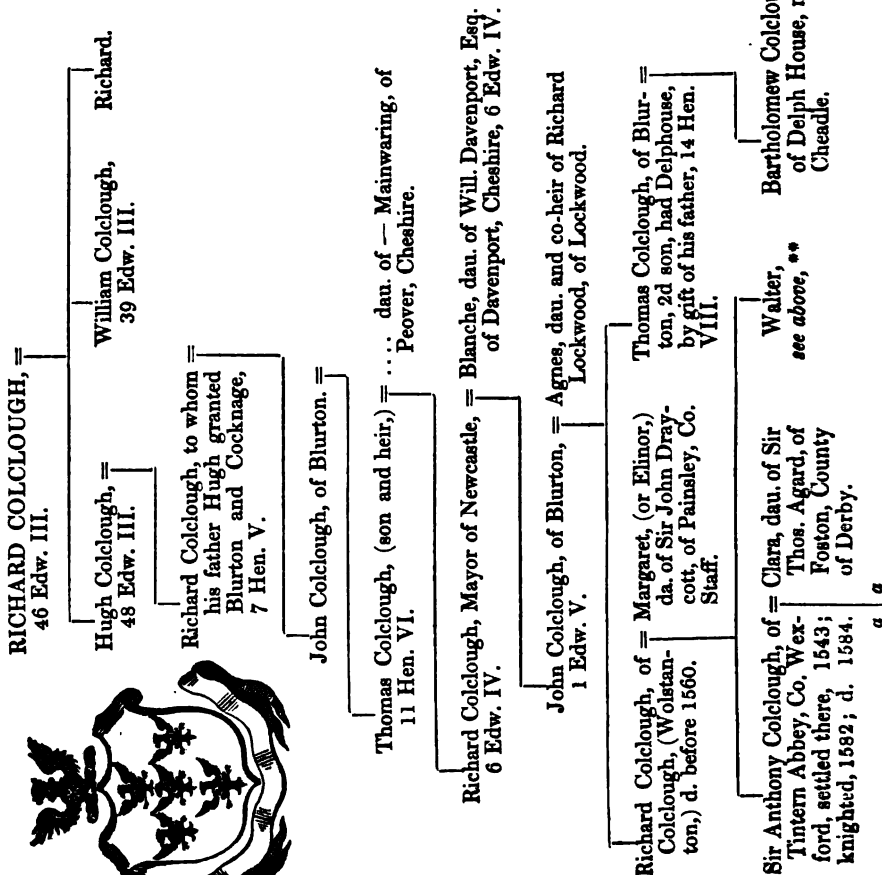 RICHARD COLCLOUGH, =
46 Edw. III.
Hugh Colclough, =
48 Edw. III.
William Colclough,
39 Edw. III.
Richard.
Richard Colclough, to whom =
his father Hugh granted
Blurton and Cocknage,
7 Hen. V.
John Colclough, of Blurton. =
Thomas Colclough, (son and heir,) = .... dau. of — Mainwaring, of
11 Hen. VI.
Peover, Cheshire.
Richard Colclough, Mayor of Newcastle, = Blanche, dau. of Will. Davenport, Esq.
6 Edw. IV.
of Davenport, Cheshire, 6 Edw. IV.
John Colclough, of Blurton, = Agnes, dau. and co-heir of Richard
1 Edw. V.
Lockwood, of Lockwood.
Richard Colclough, of = Margaret, (or Elinor,)
Colclough, (Wolstan-
ton,) d. before 1560.
da. of Sir John Dray-
cott, of Painsley, Co.
Staff.
Thomas Colclough, of Blur- =
ton, 2d son, had Delphouse,
by gift of his father, 14 Hen.
VIII.
Sir Anthony Colclough, of = Clara, dau. of Sir
Tintern Abbey, Co. Wex-
ford, settled there, 1543;
knighted, 1582; d. 1584.
Thos. Agard, of
Foston, County
of Derby.
Walter,
see above, **
Bartholomew
of Delph House,
Cheadle.
a a